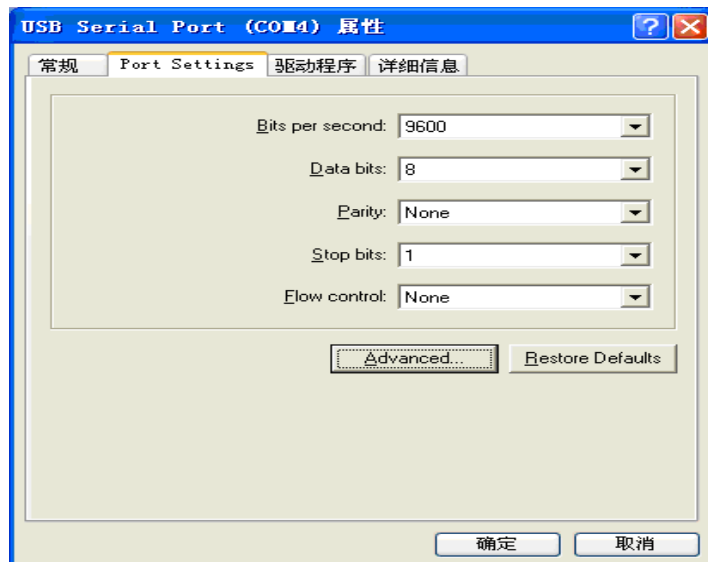 USB Serial Port (COM4) 属性
常规 Port Settings 驱动程序 详细信息
Bits per second: 9600
Data bits: 8
Parity: None
Stop bits: 1
Flow control: None
Advanced... Restore Defaults
确定 取消